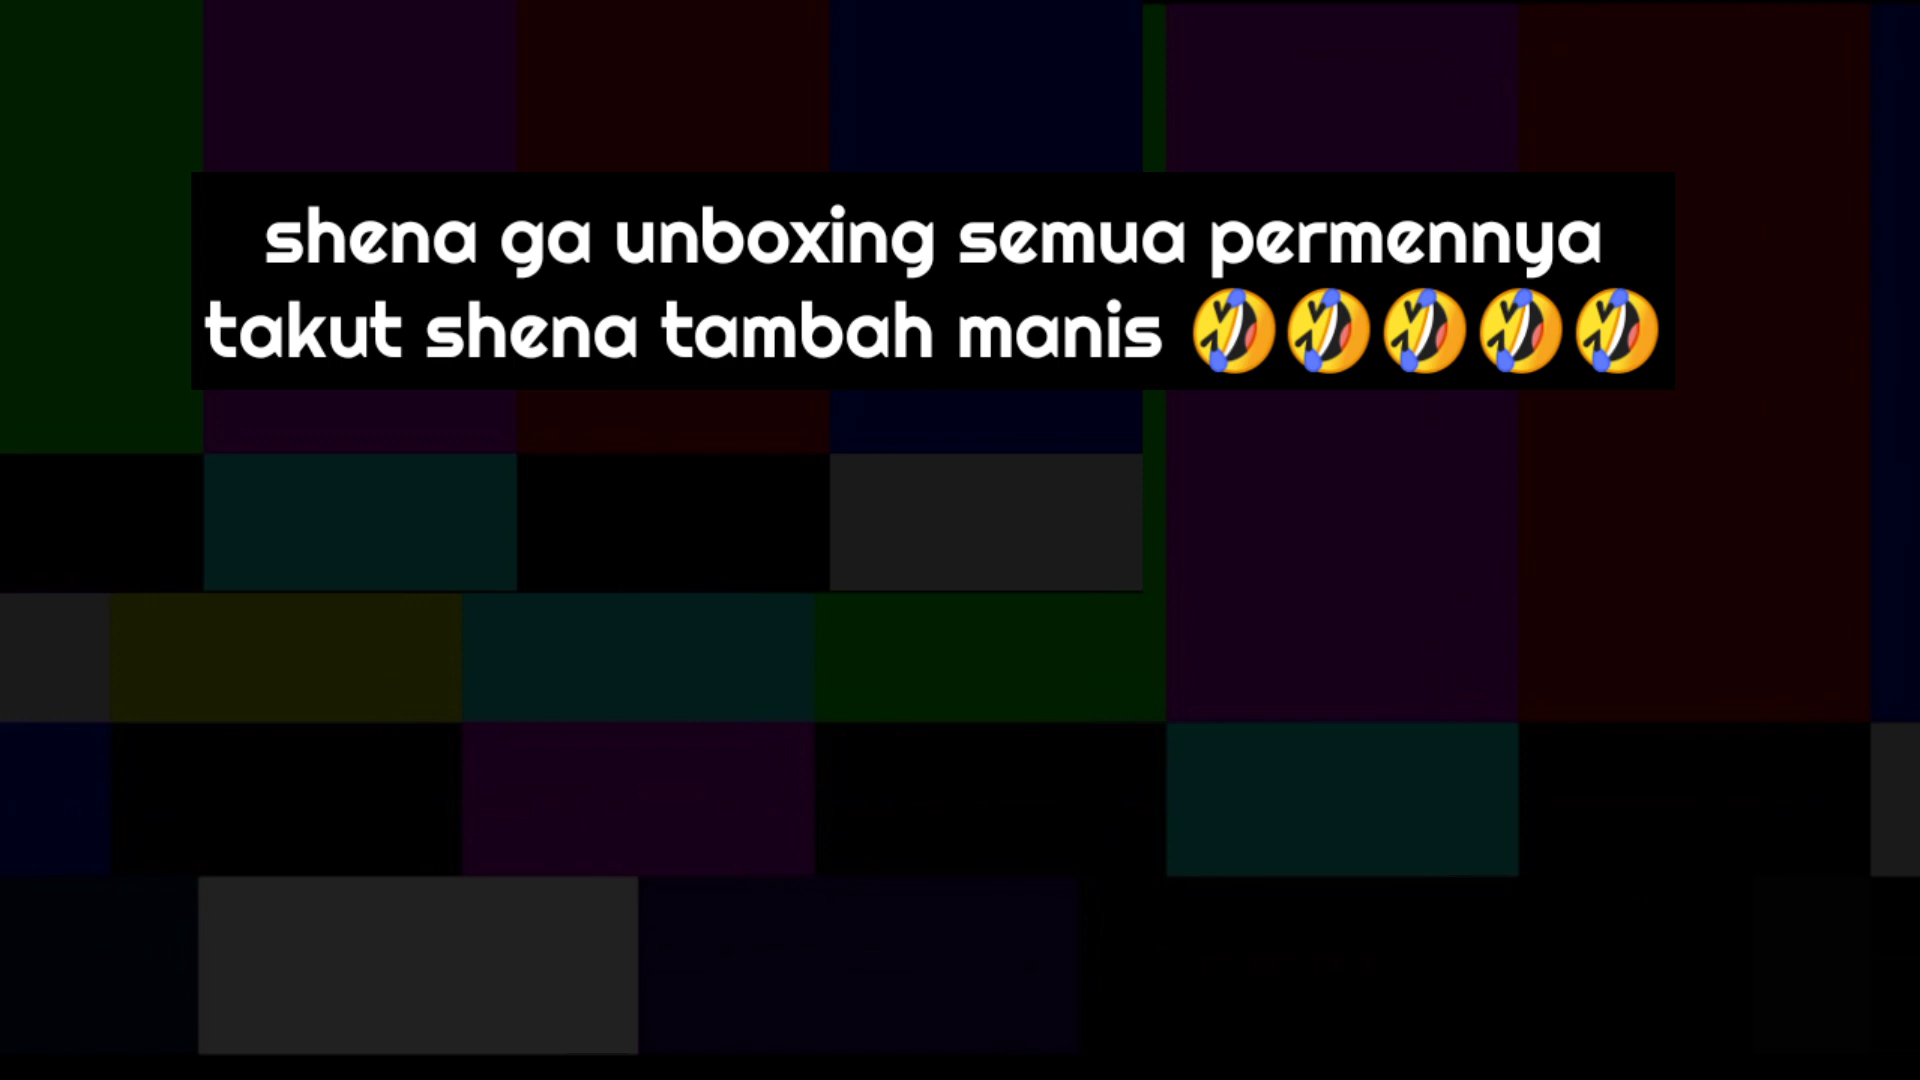 shena ga unboxing semua permennya
takut shena tambah manis 🤣🤣🤣🤣🤣